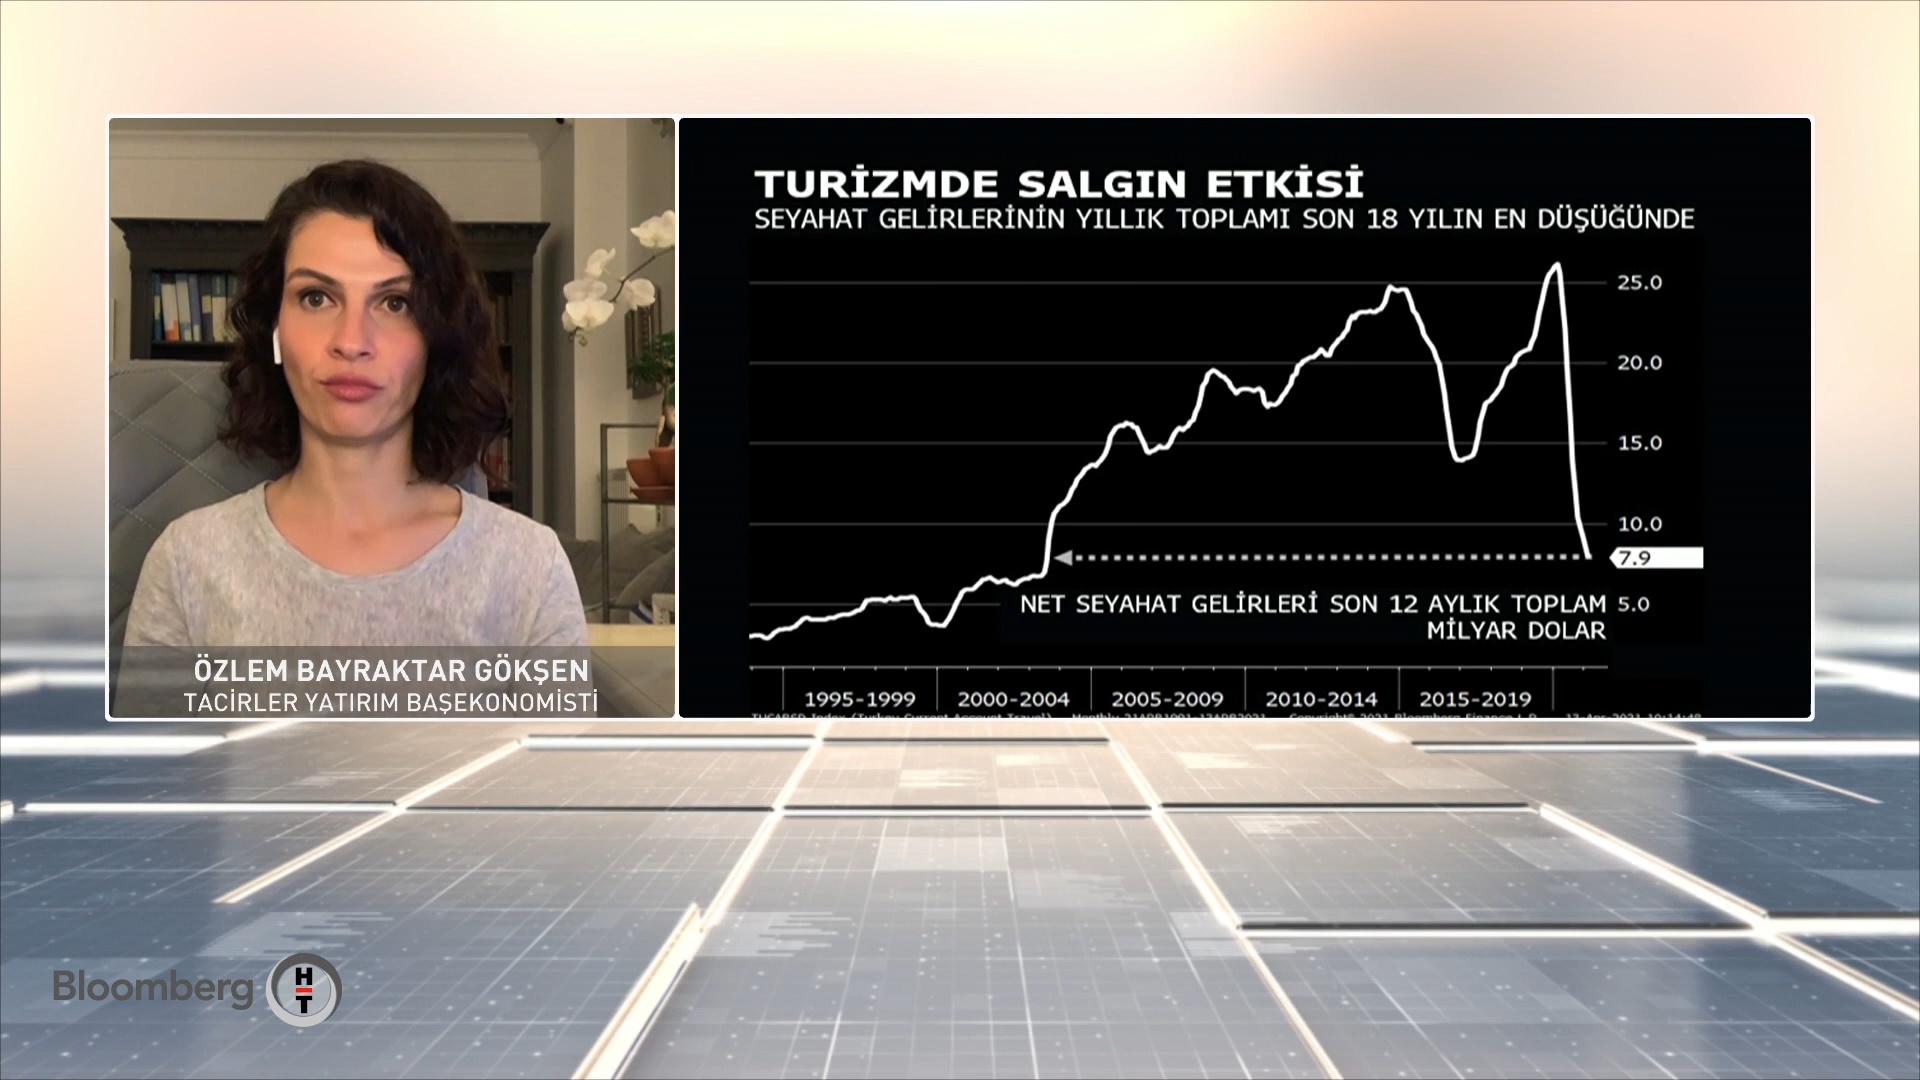 TURİZMDE SALGIN ETKİSİ
SEYAHAT GELİRLERİNİN YILLIK TOPLAMI SON 18 YILIN EN DÜŞÜĞÜNDE
25.0
20.0
15.0
10.0
7.9
5.0
NET SEYAHAT GELİRLERİ SON 12 AYLIK TOPLAM
MİLYAR DOLAR
1995-1999 2000-2004 2005-2009 2010-2014 2015-2019
ÖZLEM BAYRAKTAR GÖKŞEN
TACİRLER YATIRIM BAŞEKONOMİSTİ
Bloomberg HT